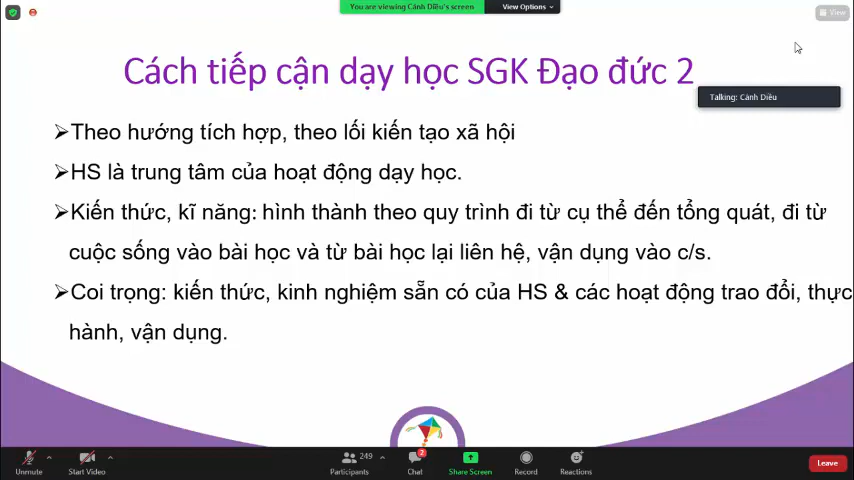 You are viewing Cánh Diều's screen
View Options
View
Cách tiếp cận dạy học SGK Đạo đức 2
Talking: Cánh Diều
➢Theo hướng tích hợp, theo lối kiến tạo xã hội
➢HS là trung tâm của hoạt động dạy học.
➢Kiến thức, kĩ năng: hình thành theo quy trình đi từ cụ thể đến tổng quát, đi từ
cuộc sống vào bài học và từ bài học lại liên hệ, vận dụng vào c/s.
➢Coi trọng: kiến thức, kinh nghiệm sẵn có của HS & các hoạt động trao đổi, thực
hành, vận dụng.
249
2
Unmute
Start Video
Participants
Chat
Share Screen
Record
Reactions
Leave